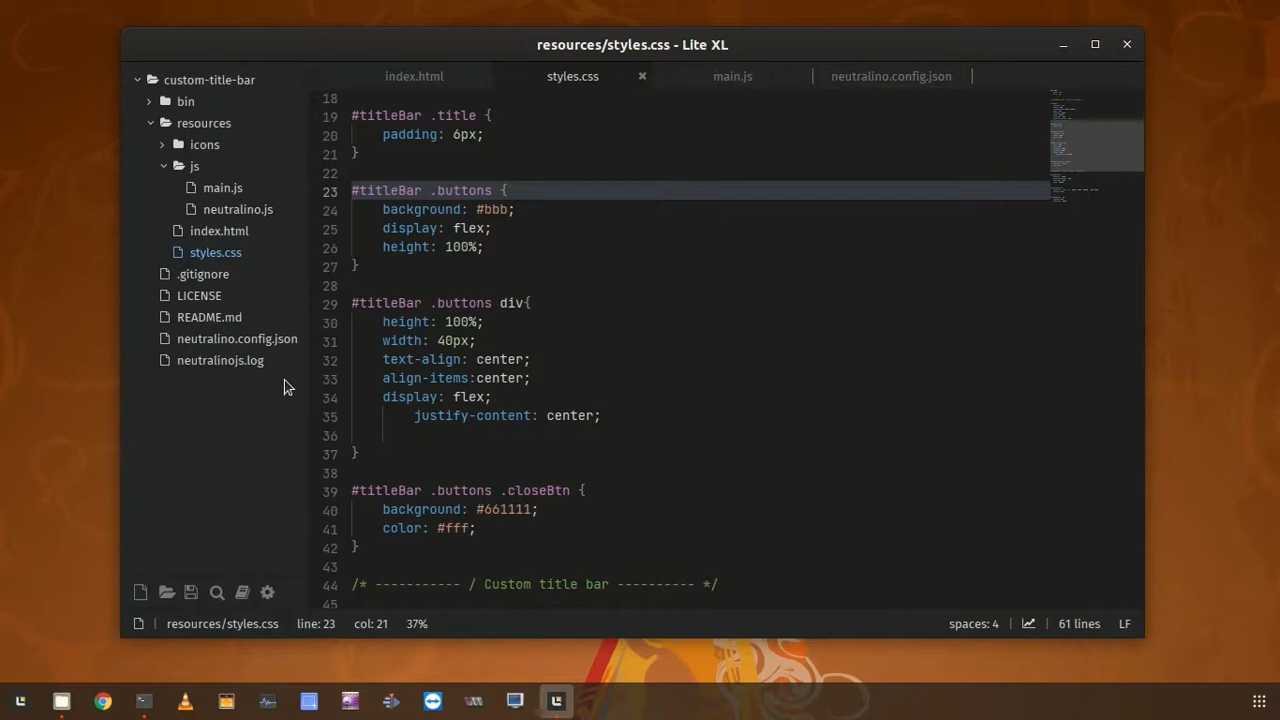 resources/styles.css - Lite XL
custom-title-bar
bin
resources
icons
js
main.js
neutralino.js
index.html
styles.css
.gitignore
LICENSE
README.md
neutralino.config.json
neutralinojs.log
index.html styles.css main.js neutralino.config.json
18
19 #titleBar .title {
20 padding: 6px;
21 }
22
23 #titleBar .buttons {
24 background: #bbb;
25 display: flex;
26 height: 100%;
27 }
28
29 #titleBar .buttons div{
30 height: 100%;
31 width: 40px;
32 text-align: center;
33 align-items:center;
34 display: flex;
35 justify-content: center;
36
37 }
38
39 #titleBar .buttons .closeBtn {
40 background: #661111;
41 color: #fff;
42 }
43
44 /* ----------- / Custom title bar ---------- */
45
resources/styles.css line: 23 col: 21 37% spaces: 4 61 lines LF